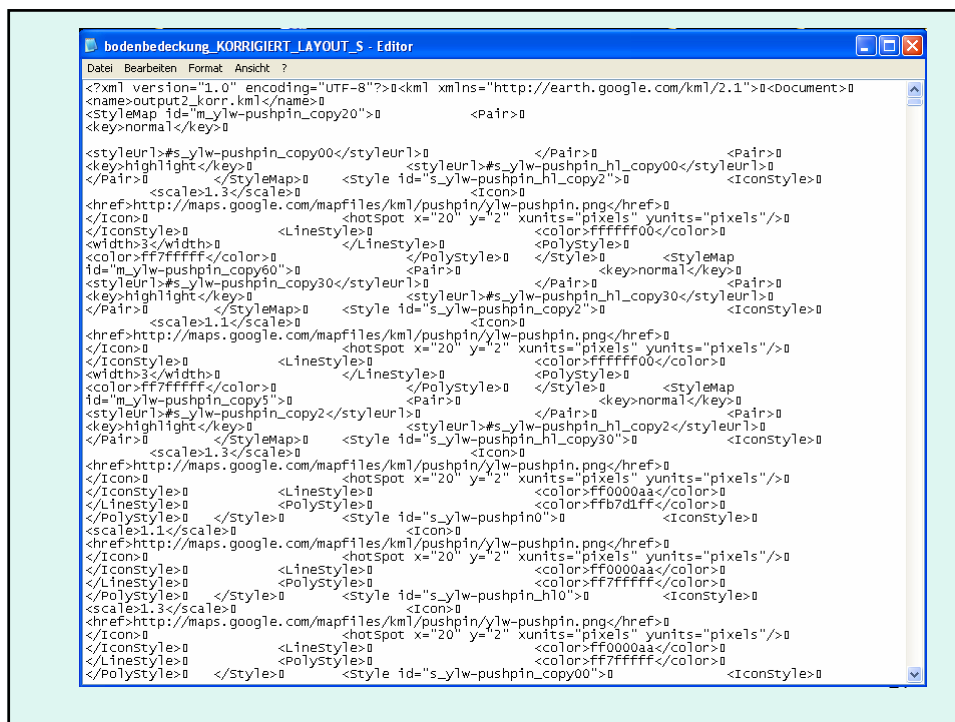 bodenbedeckung_KORRIGIERT_LAYOUT_S - Editor
Datei Bearbeiten Format Ansicht ?
<?xml version="1.0" encoding="UTF-8"?>▯<kml xmlns="http://earth.google.com/kml/2.1">▯<Document>▯
<name>output2_korr.kml</name>▯
<StyleMap id="m_ylw-pushpin_copy20">▯ <Pair>▯
<key>normal</key>▯
<styleUrl>#s_ylw-pushpin_copy00</styleUrl>▯ </Pair>▯ <Pair>▯
<key>highlight</key>▯ <styleUrl>#s_ylw-pushpin_hl_copy00</styleUrl>▯
</Pair>▯ </StyleMap>▯ <Style id="s_ylw-pushpin_hl_copy2">▯ <IconStyle>▯
<scale>1.3</scale>▯ <Icon>▯
<href>http://maps.google.com/mapfiles/kml/pushpin/ylw-pushpin.png</href>▯
</Icon>▯ <hotSpot x="20" y="2" xunits="pixels" yunits="pixels"/>▯
</IconStyle>▯ <LineStyle>▯ <color>ffffff00</color>▯
<width>3</width>▯ </LineStyle>▯ <PolyStyle>▯
<color>ff7fffff</color>▯ </PolyStyle>▯ </Style>▯ <StyleMap
id="m_ylw-pushpin_copy60">▯ <Pair>▯ <key>normal</key>▯
<styleUrl>#s_ylw-pushpin_copy30</styleUrl>▯ </Pair>▯ <Pair>▯
<key>highlight</key>▯ <styleUrl>#s_ylw-pushpin_hl_copy30</styleUrl>▯
</Pair>▯ </StyleMap>▯ <Style id="s_ylw-pushpin_copy2">▯ <IconStyle>▯
<scale>1.1</scale>▯ <Icon>▯
<href>http://maps.google.com/mapfiles/kml/pushpin/ylw-pushpin.png</href>▯
</Icon>▯ <hotSpot x="20" y="2" xunits="pixels" yunits="pixels"/>▯
</IconStyle>▯ <LineStyle>▯ <color>ffffff00</color>▯
<width>3</width>▯ </LineStyle>▯ <PolyStyle>▯
<color>ff7fffff</color>▯ </PolyStyle>▯ </Style>▯ <StyleMap
id="m_ylw-pushpin_copy5">▯ <Pair>▯ <key>normal</key>▯
<styleUrl>#s_ylw-pushpin_copy2</styleUrl>▯ </Pair>▯ <Pair>▯
<key>highlight</key>▯ <styleUrl>#s_ylw-pushpin_hl_copy2</styleUrl>▯
</Pair>▯ </StyleMap>▯ <Style id="s_ylw-pushpin_hl_copy30">▯ <IconStyle>▯
<scale>1.3</scale>▯ <Icon>▯
<href>http://maps.google.com/mapfiles/kml/pushpin/ylw-pushpin.png</href>▯
</Icon>▯ <hotSpot x="20" y="2" xunits="pixels" yunits="pixels"/>▯
</IconStyle>▯ <LineStyle>▯ <color>ff0000aa</color>▯
</LineStyle>▯ <PolyStyle>▯ <color>ffb7d1ff</color>▯
</PolyStyle>▯ </Style>▯ <Style id="s_ylw-pushpin0">▯ <IconStyle>▯
<scale>1.1</scale>▯ <Icon>▯
<href>http://maps.google.com/mapfiles/kml/pushpin/ylw-pushpin.png</href>▯
</Icon>▯ <hotSpot x="20" y="2" xunits="pixels" yunits="pixels"/>▯
</IconStyle>▯ <LineStyle>▯ <color>ff0000aa</color>▯
</LineStyle>▯ <PolyStyle>▯ <color>ff7fffff</color>▯
</PolyStyle>▯ </Style>▯ <Style id="s_ylw-pushpin_hl0">▯ <IconStyle>▯
<scale>1.3</scale>▯ <Icon>▯
<href>http://maps.google.com/mapfiles/kml/pushpin/ylw-pushpin.png</href>▯
</Icon>▯ <hotSpot x="20" y="2" xunits="pixels" yunits="pixels"/>▯
</IconStyle>▯ <LineStyle>▯ <color>ff0000aa</color>▯
</LineStyle>▯ <PolyStyle>▯ <color>ff7fffff</color>▯
</PolyStyle>▯ </Style>▯ <Style id="s_ylw-pushpin_copy00">▯ <IconStyle>▯